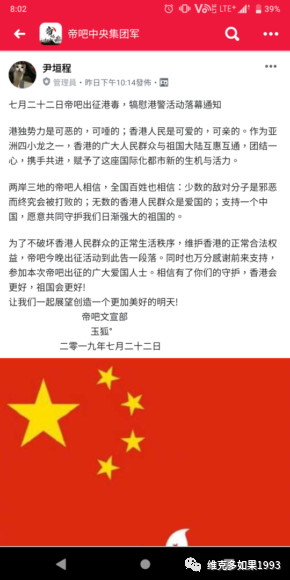 8:02
LTE
39%
帝吧中央集团军
尹垣程
管理员 · 昨日下午10:14發佈 ·
七月二十二日帝吧出征港毒，犒慰港警活动落幕通知
港独势力是可恶的，可唾的；香港人民是可爱的，可亲的。作为亚
洲四小龙之一，香港的广大人民群众与祖国大陆互惠互通，团结一
心，携手共进，赋予了这座国际化都市新的生机与活力。
两岸三地的帝吧人相信，全国百姓也相信：少数的敌对分子是邪恶
而终究会被打败的；无数的香港人民群众是爱国的；支持一个中
国，愿意共同守护我们日渐强大的祖国的。
为了不破坏香港人民群众的正常生活秩序，维护香港的正常合法权
益，帝吧今晚出征活动到此告一段落。同时也万分感谢前来支持，
参加本次帝吧出征的广大爱国人士。相信有了你们的守护，香港会
更好，祖国会更好!
让我们一起展望创造一个更加美好的明天!
帝吧文宣部
玉狐"
二零一九年七月二十二日
维克多如果1993